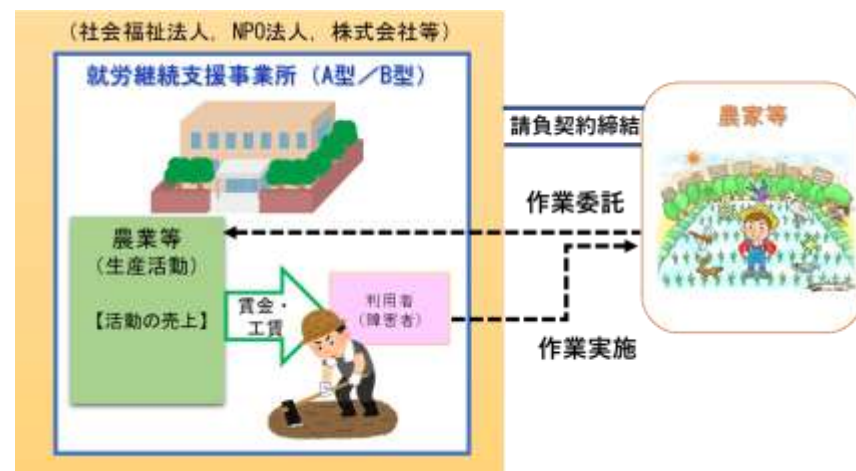 (社会福祉法人, NPO法人, 株式会社等)
就労継続支援事業所 (A型/B型)
請負契約締結
農家等
作業委託
農業等
(生産活動)
【活動の売上】
賃金・
工賃
利用者
(障害者)
作業実施